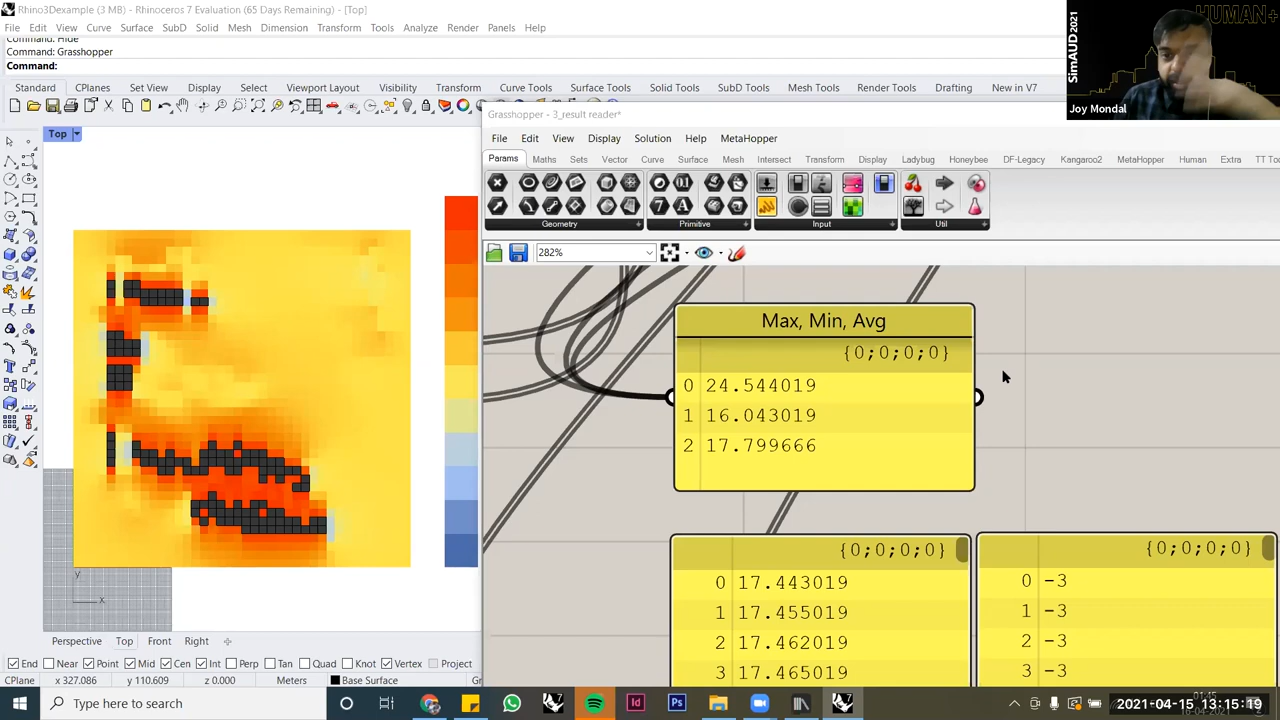 Rhino3Dexample (3 MB) - Rhinoceros 7 Evaluation (65 Days Remaining) - [Top]
File Edit View Curve Surface SubD Solid Mesh Dimension Transform Tools Analyze Render Panels Help
Command: Hide
Command: Grasshopper
Command:
Standard CPlanes Set View Display Select Viewport Layout Visibility Transform Curve Tools Surface Tools Solid Tools SubD Tools Mesh Tools Render Tools Drafting New in V7
HUMAN+
SimAUD2021
Joy Mondal
Top
Grasshopper - 3_result reader*
File Edit View Display Solution Help MetaHopper
Params Maths Sets Vector Curve Surface Mesh Intersect Transform Display Ladybug Honeybee DF-Legacy Kangaroo2 MetaHopper Human Extra TT Too
Geometry Primitive Input Util
282%
Max, Min, Avg
{0;0;0;0}
0 24.544019
1 16.043019
2 17.799666
{0;0;0;0}
0 17.443019
1 17.455019
2 17.462019
3 17.465019
{0;0;0;0}
0 -3
1 -3
2 -3
3 -3
y
x
Perspective Top Front Right
End Near Point Mid Cen Int Perp Tan Quad Knot Vertex Project
CPlane x 327.086 y 110.609 z 0.000 Meters Base Surface
Type here to search
01:45
16-04-2021
2021-04-15 13:15:19